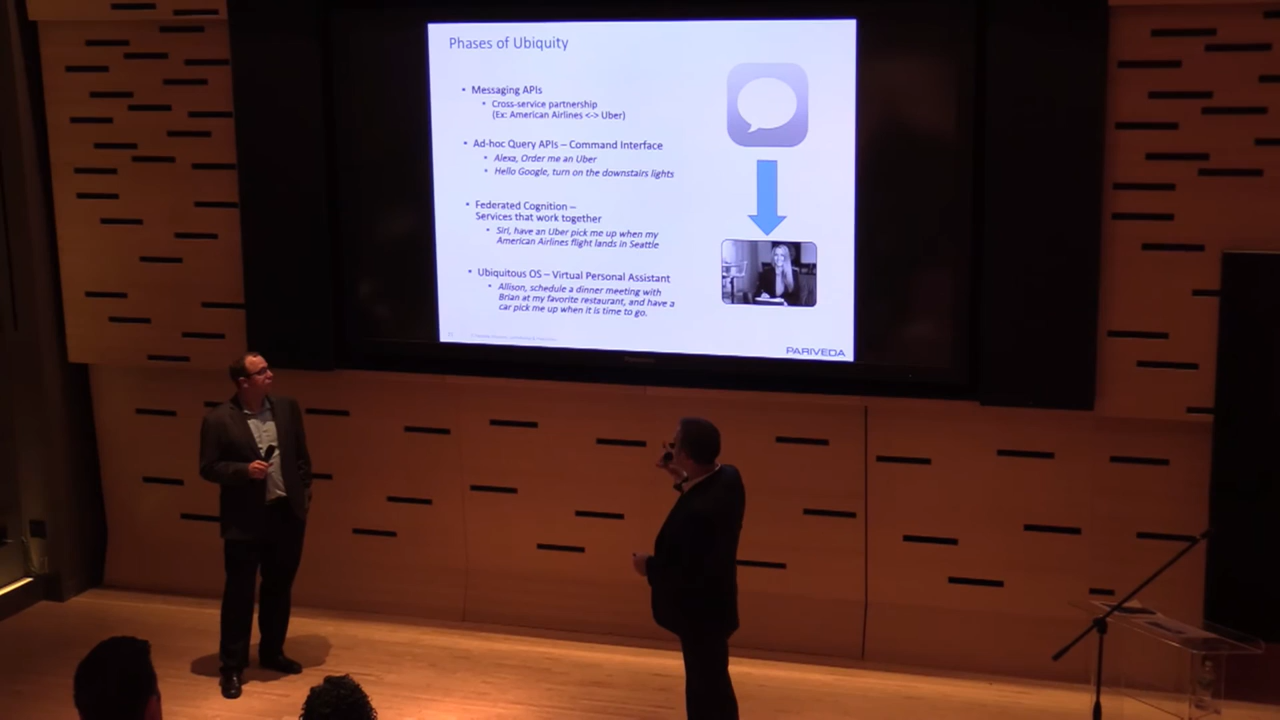 Phases of Ubiquity
• Messaging APIs
• Cross-service partnership
(Ex: American Airlines <-> Uber)
• Ad-hoc Query APIs – Command Interface
• Alexa, Order me an Uber
• Hello Google, turn on the downstairs lights
• Federated Cognition –
Services that work together
• Siri, have an Uber pick me up when my
American Airlines flight lands in Seattle
• Ubiquitous OS – Virtual Personal Assistant
• Allison, schedule a dinner meeting with
Brian at my favorite restaurant, and have a
car pick me up when it is time to go.
PARIVEDA